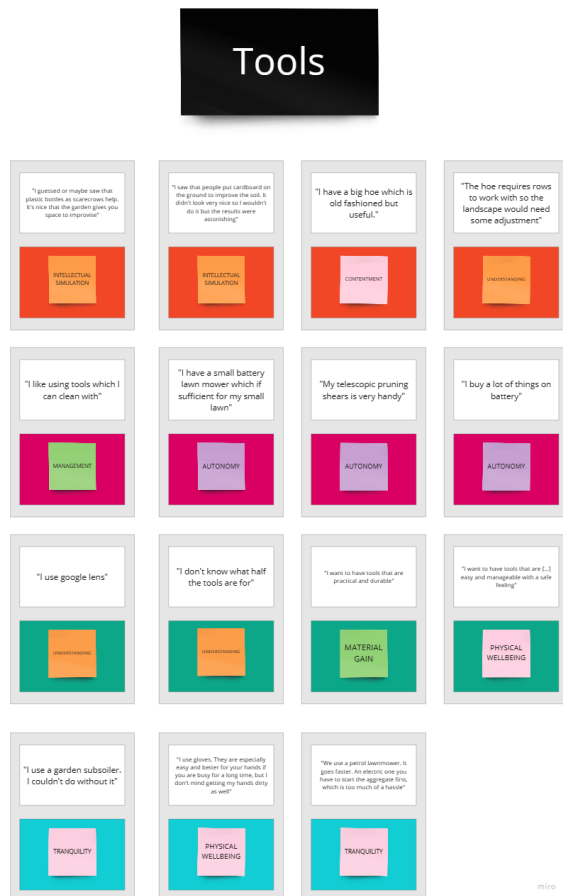 Tools
"I guessed or maybe saw that
plastic bottles as scarecrows help.
It's nice that the garden gives you
space to improvise"
INTELLECTUAL
SIMULATION
"I saw that people put cardboard on
the ground to improve the coil. It
didn't look very nice so I wouldn't
do it but the results were
astonishing"
INTELLECTUAL
SIMULATION
"I have a big hoe which is
old fashioned but
useful."
CONTENTMENT
"The hoe requires rows
to work with so the
landscape would need
some adjustment"
UNDERSTANDING
"I like using tools which I
can clean with"
MANAGEMENT
"I have a small battery
lawn mower which if
sufficient for my small
lawn"
AUTONOMY
"My telescopic pruning
shears is very handy"
AUTONOMY
"I buy a lot of things on
battery"
AUTONOMY
"I use google lens"
UNDERSTANDING
"I don't know what half
the tools are for"
UNDERSTANDING
"I want to have tools that are
practical and durable"
MATERIAL
GAIN
"I want to have tools that are [...]
easy and manageable with a safe
feeling"
PHYSICAL
WELLBEING
"I use a garden subsoiler.
I couldn't do without it"
TRANQUILITY
"I use gloves. They are especially
easy and better for your hands if
you are busy for a long time, but I
don't mind getting my hands dirty
as well"
PHYSICAL
WELLBEING
"We use a petrol lawnmower. It
goes faster. An electric one you
have to start the aggregate first,
which is too much of a hassle"
TRANQUILITY
miro